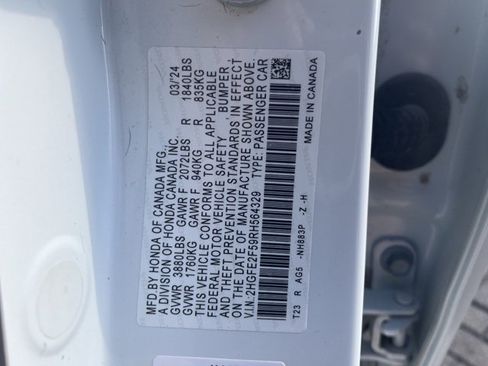 MFD.BY HONDA OF CANADA MFG., 03/24
A DIVISION OF HONDA CANADA INC.
GVWR 3880LBS GAWR F 2072LBS R 1840LBS
GVWR 1760KG GAWR F 940KG R 835KG
THIS VEHICLE CONFORMS TO ALL APPLICABLE
FEDERAL MOTOR VEHICLE SAFETY, BUMPER,
AND THEFT PREVENTION STANDARDS IN EFFECT
ON THE DATE OF MANUFACTURE SHOWN ABOVE.
V.I.N.:2HGFE2F59RH564329 TYPE: PASSENGER CAR
T23 R AG5 -NH883P -Z -H MADE IN CANADA